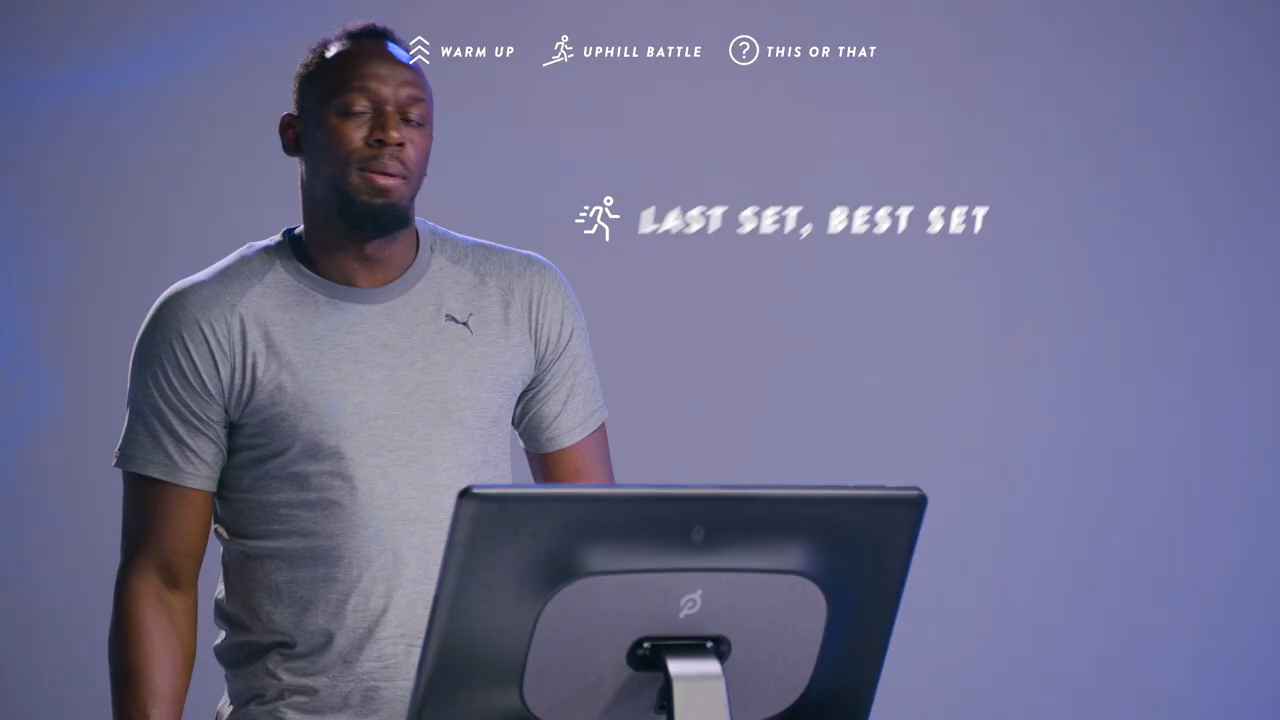 WARM UP
UPHILL BATTLE
? THIS OR THAT
LAST SET, BEST SET